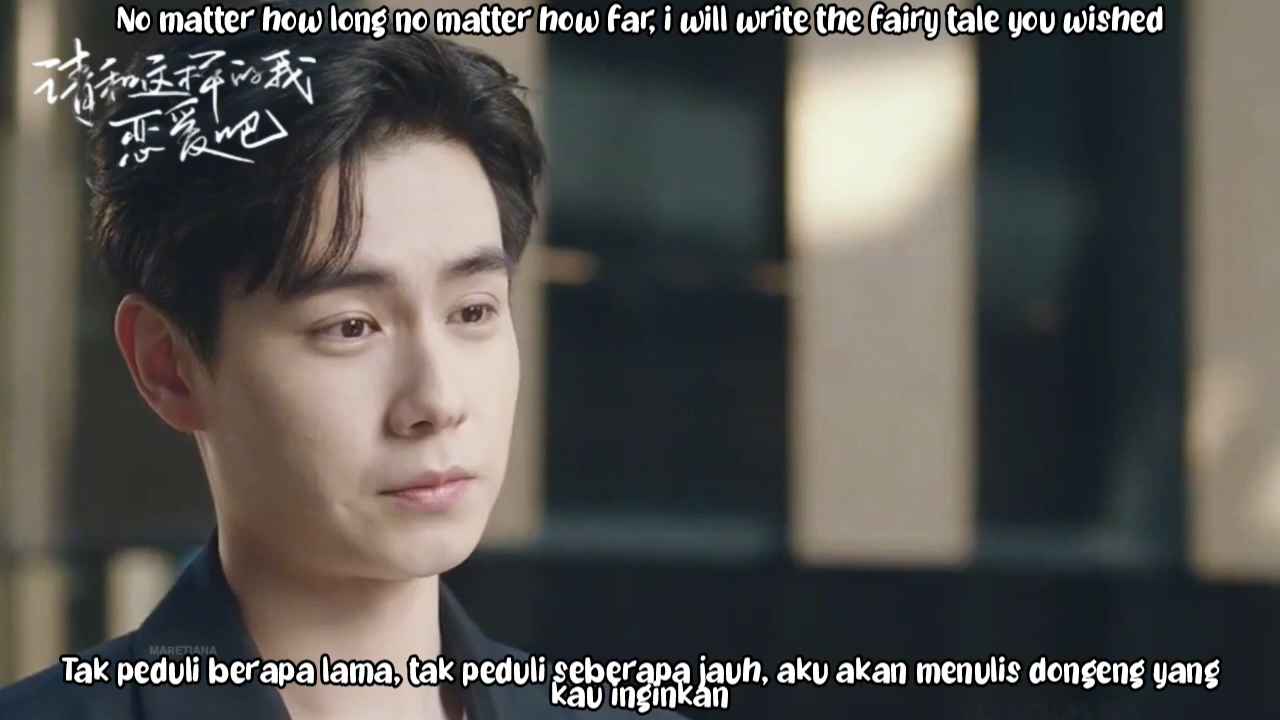 No matter how long no matter how far, i will write the fairy tale you wished
请和这样的我
恋爱吧
MARETIANA
Tak peduli berapa lama, tak peduli seberapa jauh, aku akan menulis dongeng yang
kau inginkan